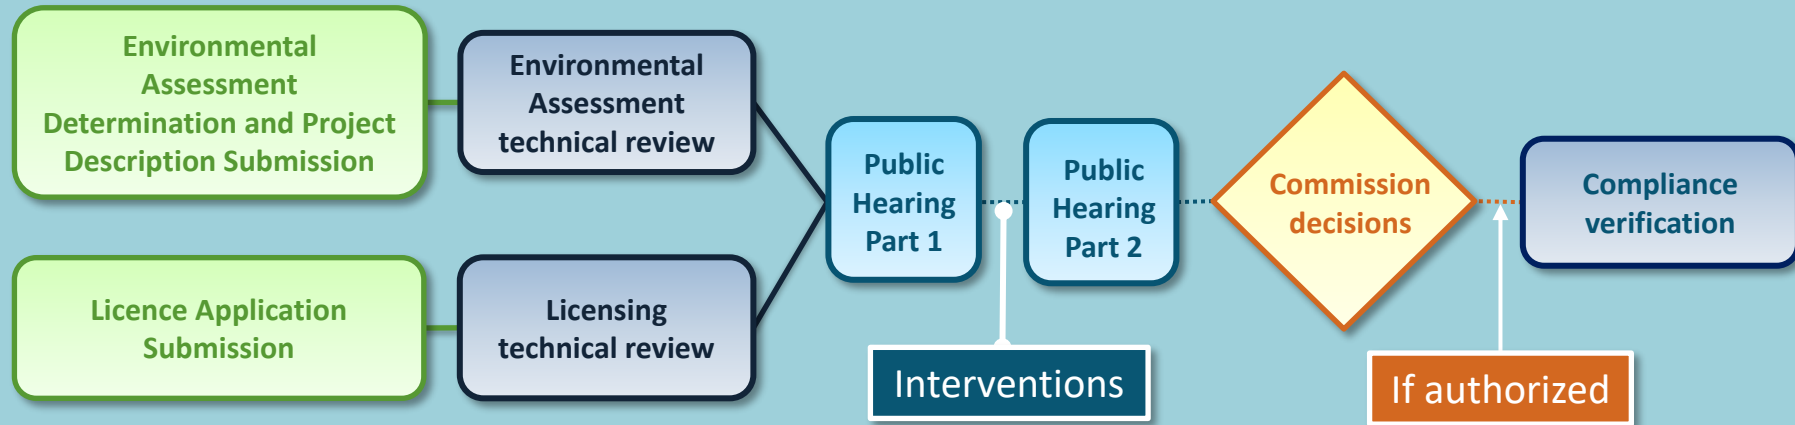 Environmental
Assessment
Determination and Project
Description Submission
Environmental
Assessment
technical review
Licence Application
Submission
Licensing
technical review
Public
Hearing
Part 1
Interventions
Public
Hearing
Part 2
Commission
decisions
If authorized
Compliance
verification